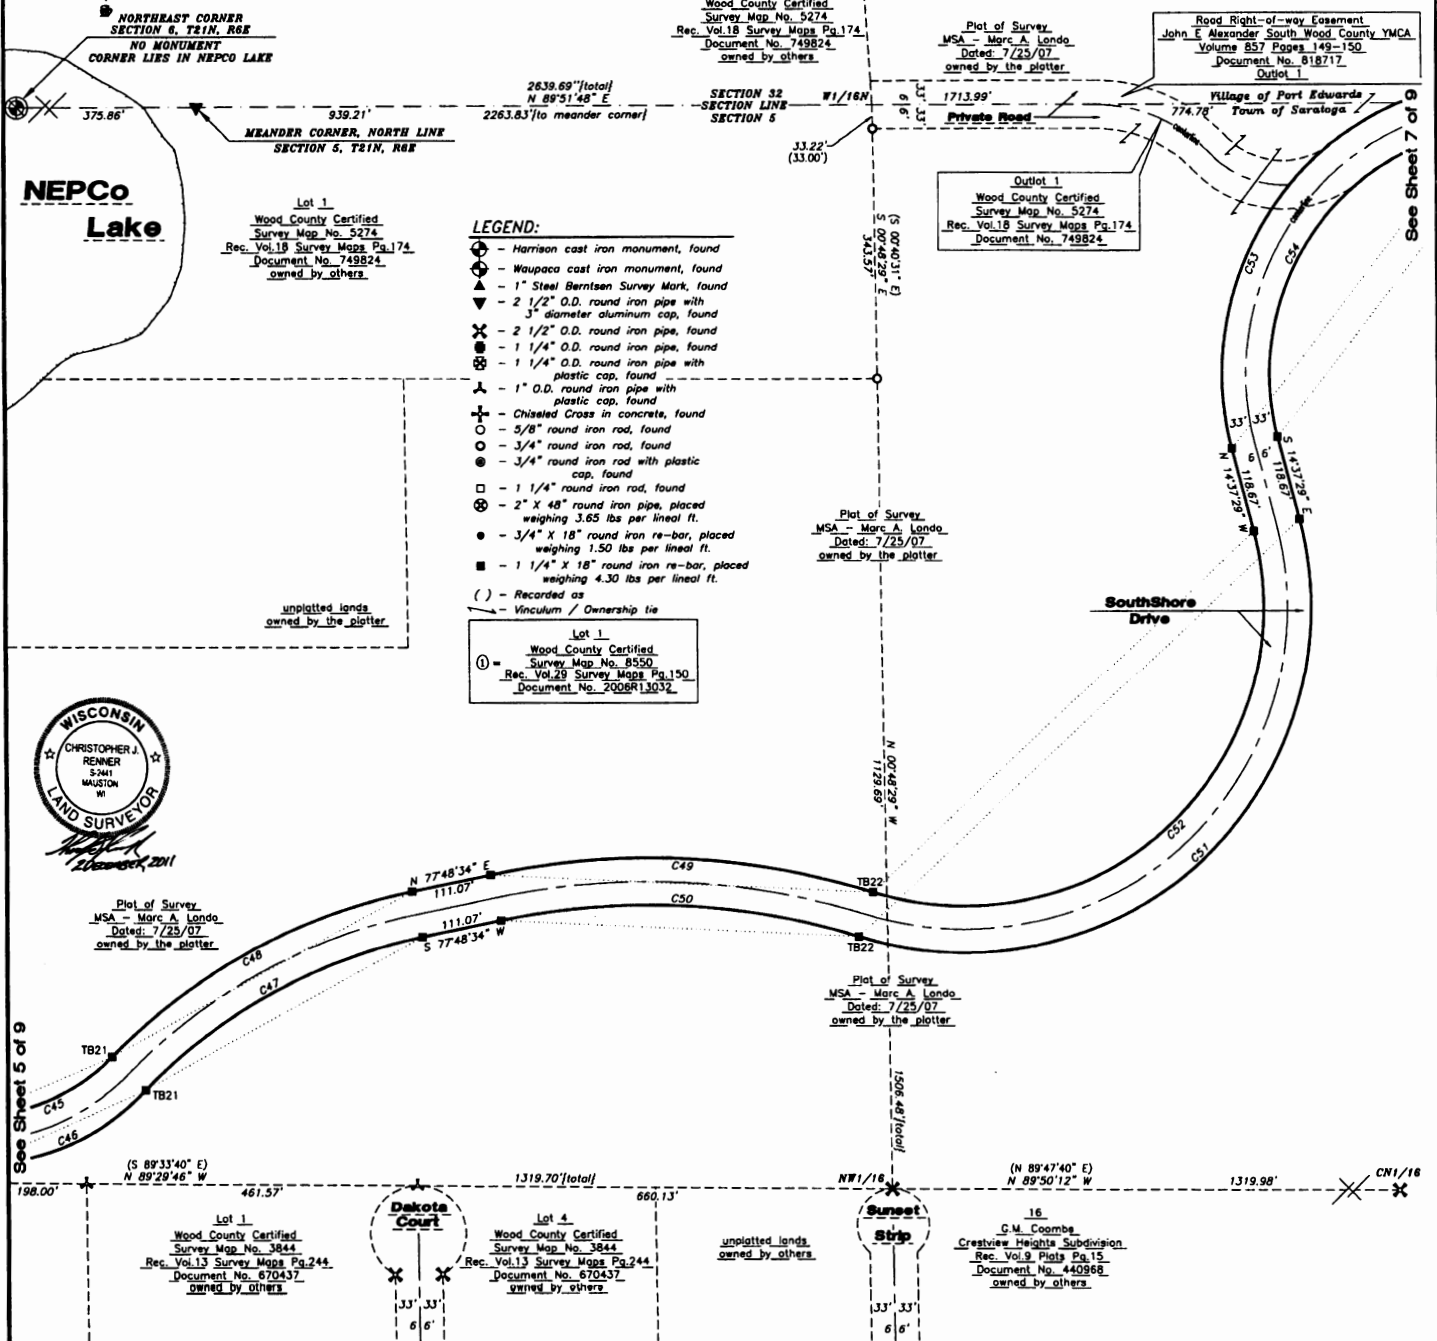 NORTHEAST CORNER
SECTION 6, T21N, R6E
NO MONUMENT
CORNER LIES IN NEPCO LAKE
Wood County Certified
Survey Map No. 5274
Rec. Vol.18 Survey Maps Pg.174
Document No. 749824
owned by others
Plat of Survey
MSA - Marc A. Londo
Dated: 7/25/07
owned by the platter
Road Right-of-way Easement
John E Alexander South Wood County YMCA
Volume 857 Pages 149-150
Document No. 818717
Outlot 1
375.86'
939.21'
2639.69'[total]
N 89°51'48" E
2263.83'[to meander corner]
MEANDER CORNER, NORTH LINE
SECTION 5, T21N, R6E
SECTION 32
SECTION LINE
SECTION 5
W1/16N
33' 33'
6 6'
1713.99'
Private Road
774.78'
Village of Port Edwards
Town of Saratoga
centerline
33.22'
(33.00')
See Sheet 7 of 9
NEPCo
Lake
Lot 1
Wood County Certified
Survey Map No. 5274
Rec. Vol.18 Survey Maps Pg.174
Document No. 749824
owned by others
Outlot 1
Wood County Certified
Survey Map No. 5274
Rec. Vol.18 Survey Maps Pg.174
Document No. 749824
centerline
(S 00°40'31" E)
S 00°48'29" E
343.57'
C53
C54
LEGEND:
- Harrison cast iron monument, found
- Waupaca cast iron monument, found
- 1" Steel Berntsen Survey Mark, found
- 2 1/2" O.D. round iron pipe with
3" diameter aluminum cap, found
- 2 1/2" O.D. round iron pipe, found
- 1 1/4" O.D. round iron pipe, found
- 1 1/4" O.D. round iron pipe with
plastic cap, found
- 1" O.D. round iron pipe with
plastic cap, found
- Chiseled Cross in concrete, found
- 5/8" round iron rod, found
- 3/4" round iron rod, found
- 3/4" round iron rod with plastic
cap, found
- 1 1/4" round iron rod, found
- 2" X 48" round iron pipe, placed
weighing 3.65 lbs per lineal ft.
- 3/4" X 18" round iron re-bar, placed
weighing 1.50 lbs per lineal ft.
- 1 1/4" X 18" round iron re-bar, placed
weighing 4.30 lbs per lineal ft.
( ) - Recorded as
- Vinculum / Ownership tie
Lot 1
Wood County Certified
① = Survey Map No. 8550
Rec. Vol.29 Survey Maps Pg.150
Document No. 2006R13032
33' 33'
6 6'
N 14°37'29" W
118.67'
S 14°37'29" E
118.67'
Plat of Survey
MSA - Marc A. Londo
Dated: 7/25/07
owned by the platter
unplatted lands
owned by the platter
SouthShore
Drive
WISCONSIN
CHRISTOPHER J.
RENNER
S-2441
MAUSTON
WI
LAND SURVEYOR
2 DECEMBER, 2011
N 00°48'29" W
1129.69'
C52
C51
N 77°48'34" E
111.07'
C49
TB22
111.07'
S 77°48'34" W
C50
TB22
Plat of Survey
MSA - Marc A. Londo
Dated: 7/25/07
owned by the platter
C48
C47
Plat of Survey
MSA - Marc A. Londo
Dated: 7/25/07
owned by the platter
TB21
TB21
C45
C46
See Sheet 5 of 9
1506.48'[total]
198.00'
(S 89°33'40" E)
N 89°29'46" W
461.57'
1319.70'[total]
660.13'
NW1/16
(N 89°47'40" E)
N 89°50'12" W
1319.98'
CN1/16
Lot 1
Wood County Certified
Survey Map No. 3844
Rec. Vol.13 Survey Maps Pg.244
Document No. 670437
owned by others
Dakota
Court
33' 33'
6 6'
Lot 4
Wood County Certified
Survey Map No. 3844
Rec. Vol.13 Survey Maps Pg.244
Document No. 670437
owned by others
unplatted lands
owned by others
Sunset
Strip
33' 33'
6 6'
16
G.M. Coombs
Crestview Heights Subdivision
Rec. Vol.9 Plats Pg.15
Document No. 440968
owned by others